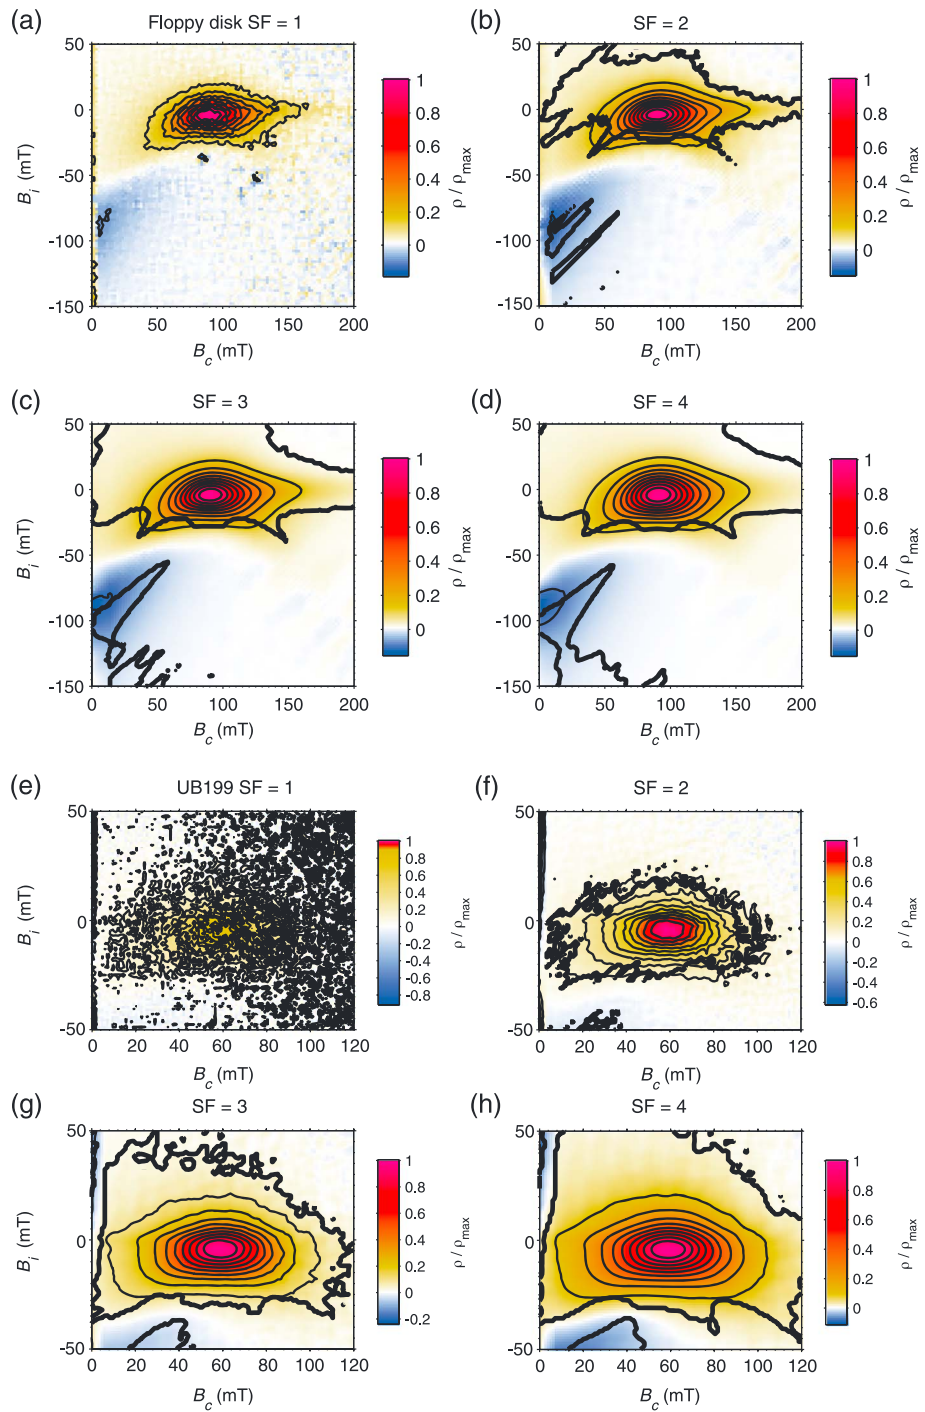 (a) Floppy disk SF = 1
50
0
-50
-100
-150
B_i (mT)
0 50 100 150 200
B_c (mT)
1
0.8
0.6
0.4
0.2
0
ρ / ρ_max
(b) SF = 2
50
0
-50
-100
-150
B_i (mT)
0 50 100 150 200
B_c (mT)
1
0.8
0.6
0.4
0.2
0
ρ / ρ_max
(c) SF = 3
50
0
-50
-100
-150
B_i (mT)
0 50 100 150 200
B_c (mT)
1
0.8
0.6
0.4
0.2
0
ρ / ρ_max
(d) SF = 4
50
0
-50
-100
-150
B_i (mT)
0 50 100 150 200
B_c (mT)
1
0.8
0.6
0.4
0.2
0
ρ / ρ_max
(e) UB199 SF = 1
50
0
-50
B_i (mT)
0 20 40 60 80 100 120
B_c (mT)
1
0.8
0.6
0.4
0.2
0
-0.2
-0.4
-0.6
-0.8
ρ / ρ_max
(f) SF = 2
50
0
-50
B_i (mT)
0 20 40 60 80 100 120
B_c (mT)
1
0.8
0.6
0.4
0.2
0
-0.2
-0.4
-0.6
ρ / ρ_max
(g) SF = 3
50
0
-50
B_i (mT)
0 20 40 60 80 100 120
B_c (mT)
1
0.8
0.6
0.4
0.2
0
-0.2
ρ / ρ_max
(h) SF = 4
50
0
-50
B_i (mT)
0 20 40 60 80 100 120
B_c (mT)
1
0.8
0.6
0.4
0.2
0
ρ / ρ_max